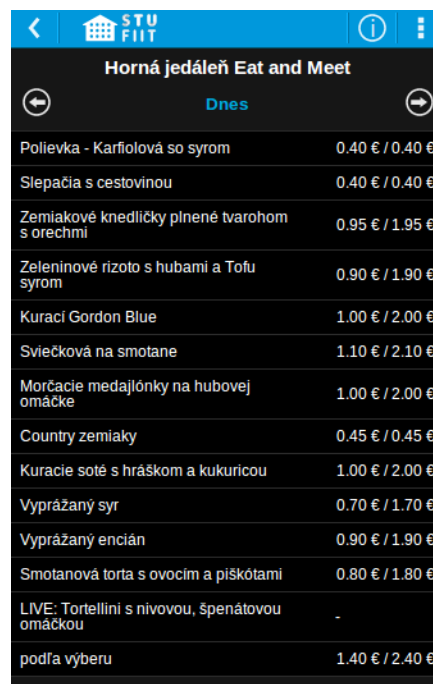 STU
FIIT
Horná jedáleň Eat and Meet
Dnes
Polievka - Karfiolová so syrom 0.40 € / 0.40 €
Slepačia s cestovinou 0.40 € / 0.40 €
Zemiakové knedličky plnené tvarohom
s orechmi 0.95 € / 1.95 €
Zeleninové rizoto s hubami a Tofu
syrom 0.90 € / 1.90 €
Kurací Gordon Blue 1.00 € / 2.00 €
Sviečková na smotane 1.10 € / 2.10 €
Morčacie medajlónky na hubovej
omáčke 1.00 € / 2.00 €
Country zemiaky 0.45 € / 0.45 €
Kuracie soté s hráškom a kukuricou 1.00 € / 2.00 €
Vyprážaný syr 0.70 € / 1.70 €
Vyprážaný encián 0.90 € / 1.90 €
Smotanová torta s ovocím a piškótami 0.80 € / 1.80 €
LIVE: Tortellini s nivovou, špenátovou
omáčkou -
podľa výberu 1.40 € / 2.40 €